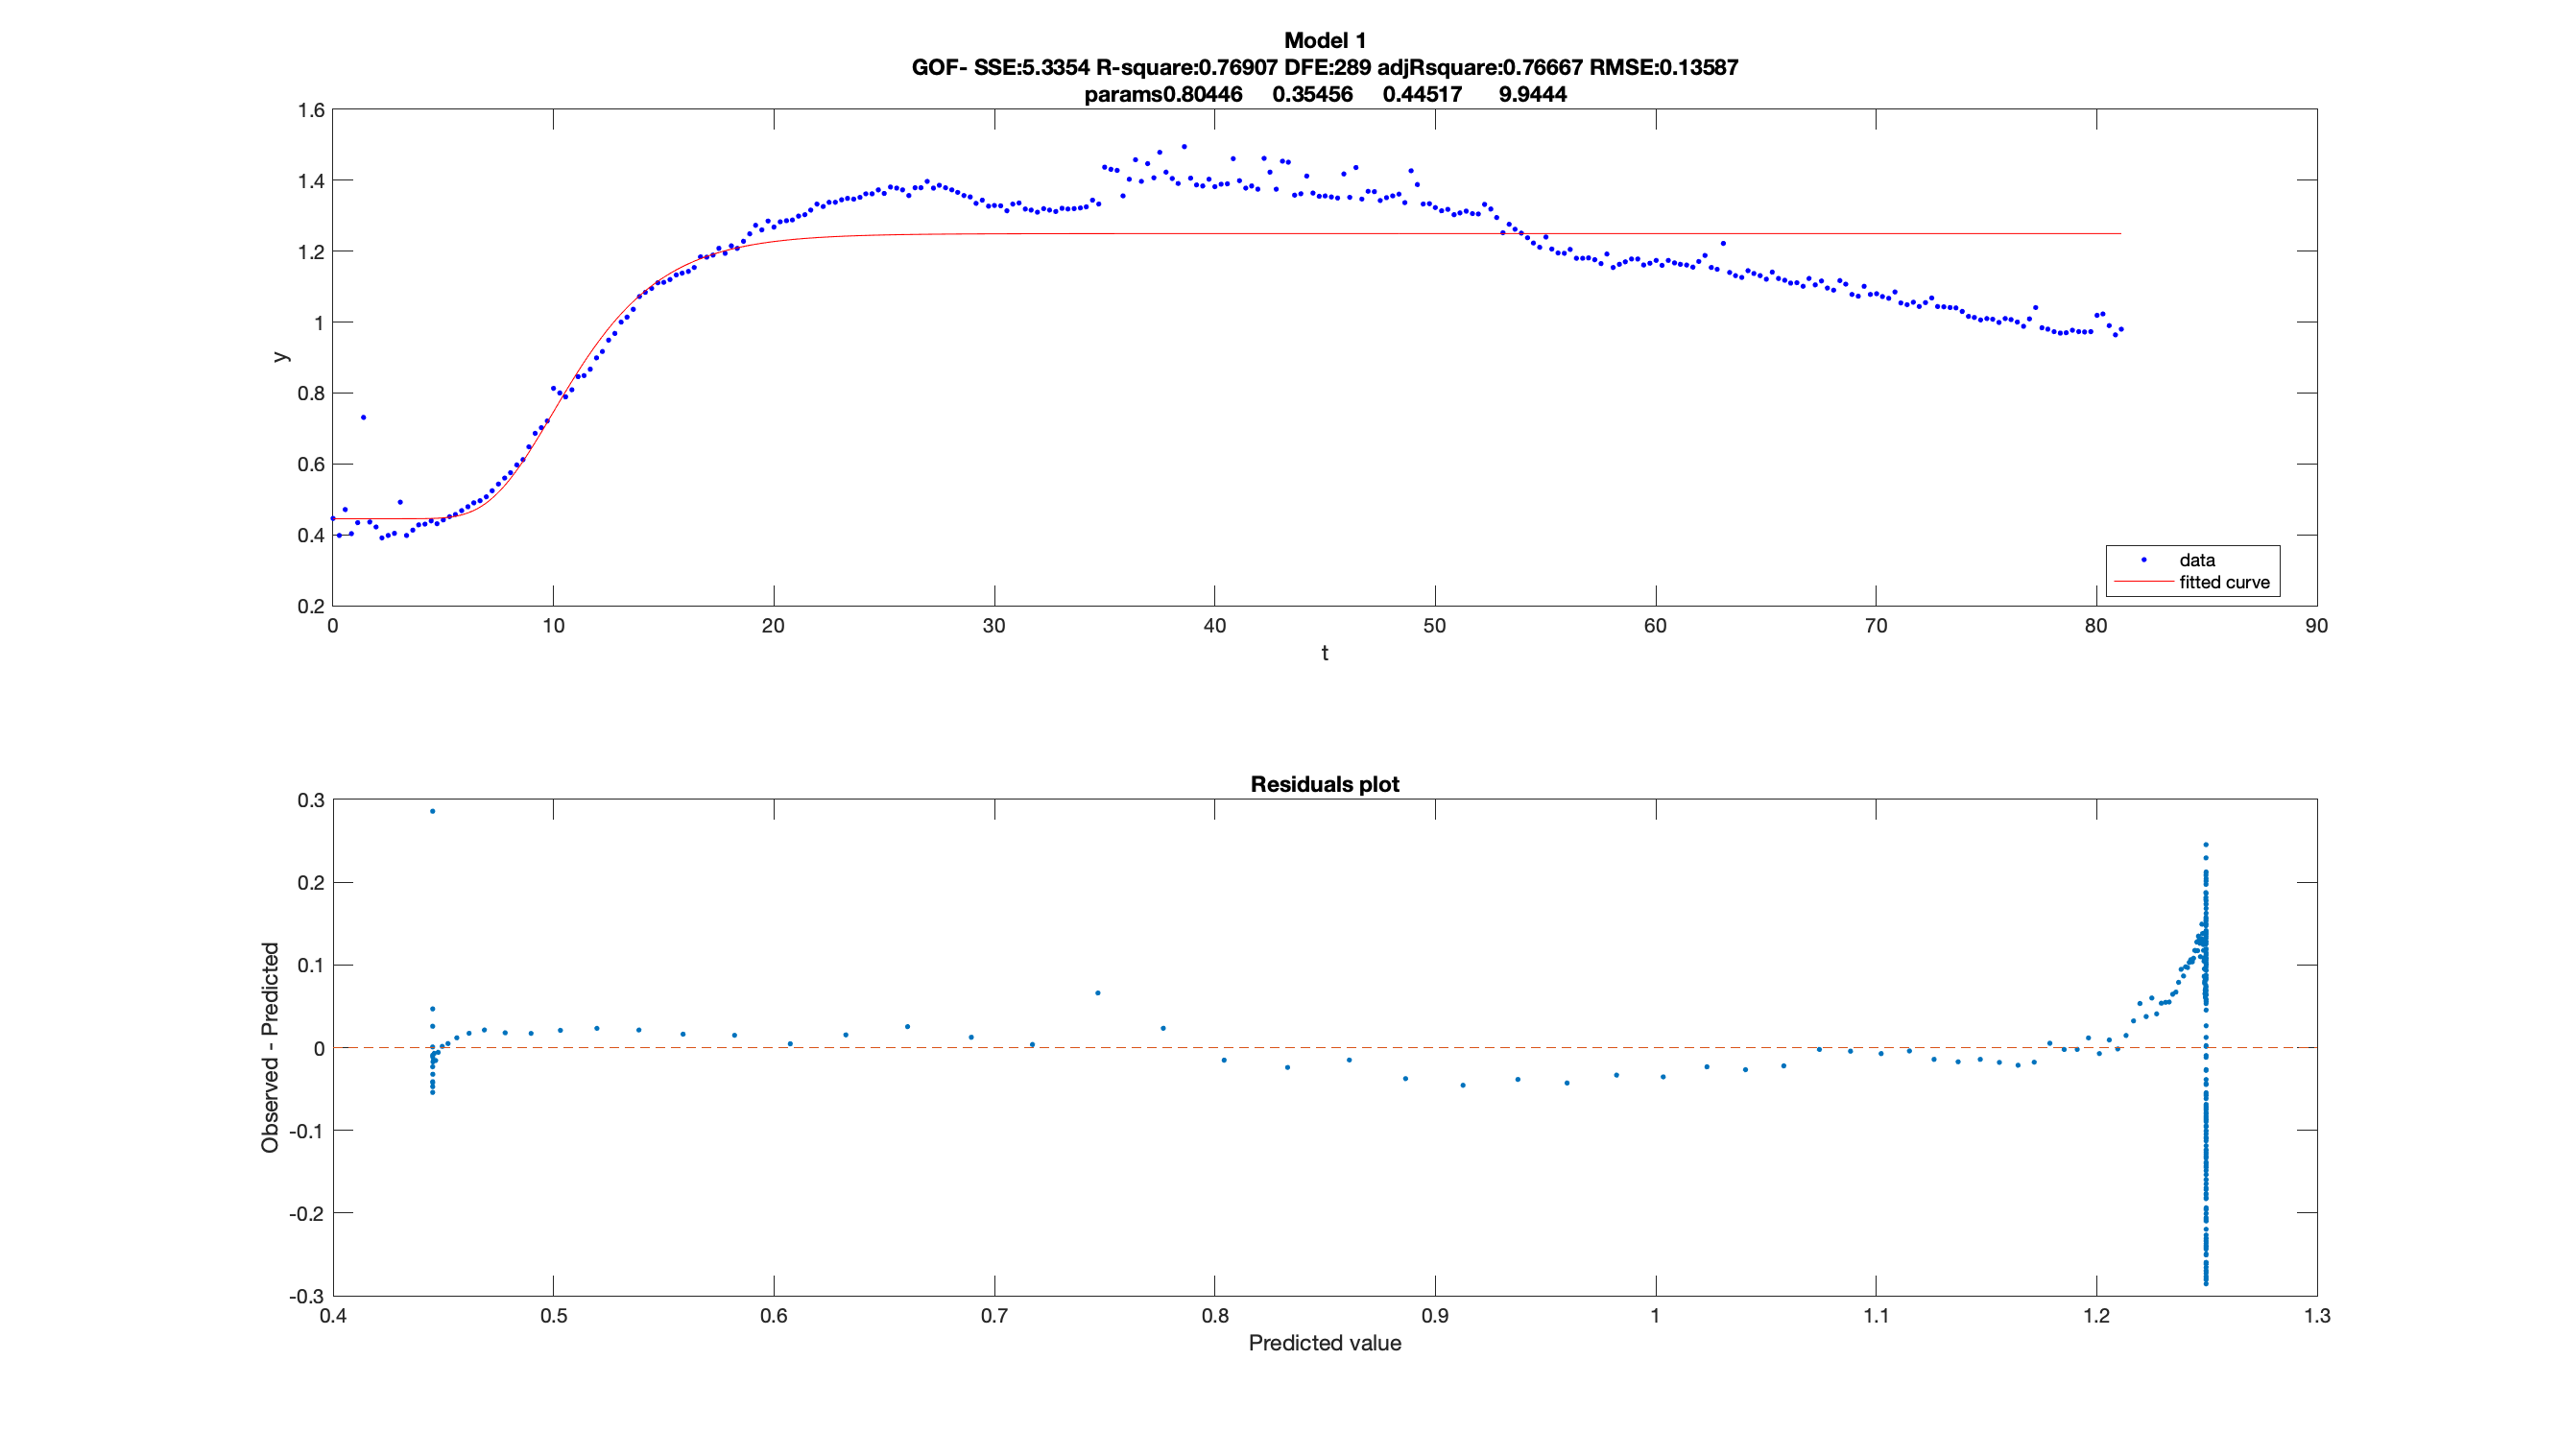 Model 1
GOF- SSE:5.3354 R-square:0.76907 DFE:289 adjRsquare:0.76667 RMSE:0.13587
params0.80446 0.35456 0.44517 9.9444
1.6
1.4
1.2
1
0.8
0.6
0.4
0.2
y
0 10 20 30 40 50 60 70 80 90
t
data
fitted curve
Residuals plot
0.3
0.2
0.1
0
-0.1
-0.2
-0.3
Observed - Predicted
0.4 0.5 0.6 0.7 0.8 0.9 1 1.1 1.2 1.3
Predicted value